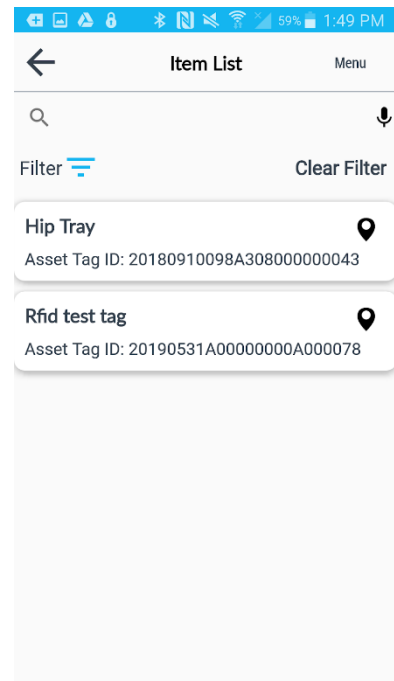 59% 1:49 PM
Item List Menu
Filter Clear Filter
Hip Tray
Asset Tag ID: 20180910098A308000000043
Rfid test tag
Asset Tag ID: 20190531A00000000A000078